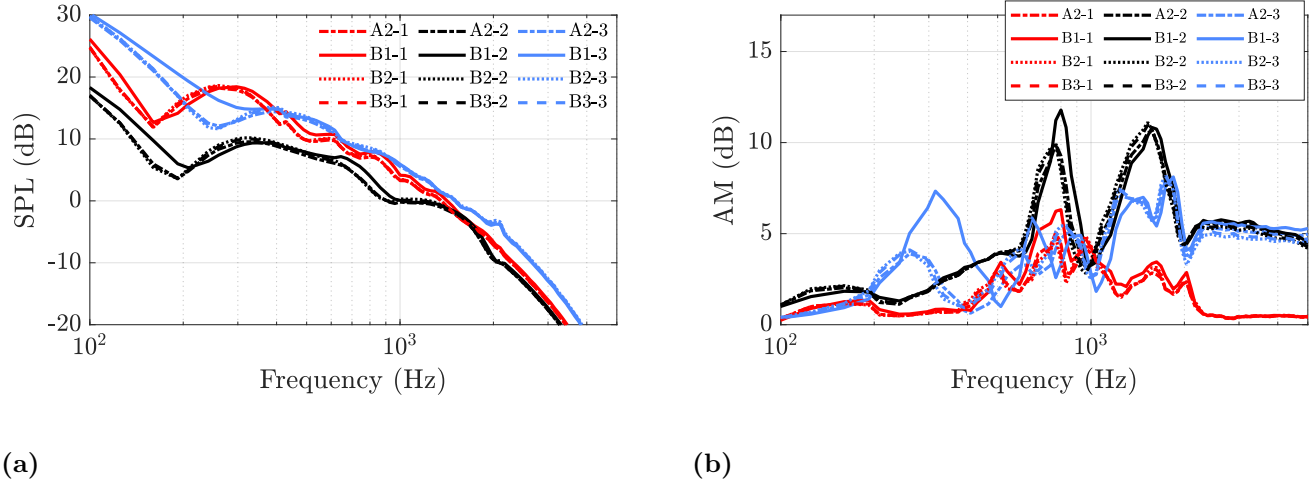 30
20
10
0
-10
-20
SPL (dB)
10²
10³
Frequency (Hz)
A2-1 A2-2 A2-3
B1-1 B1-2 B1-3
B2-1 B2-2 B2-3
B3-1 B3-2 B3-3
(a)
15
10
5
0
AM (dB)
10²
10³
Frequency (Hz)
A2-1 A2-2 A2-3
B1-1 B1-2 B1-3
B2-1 B2-2 B2-3
B3-1 B3-2 B3-3
(b)